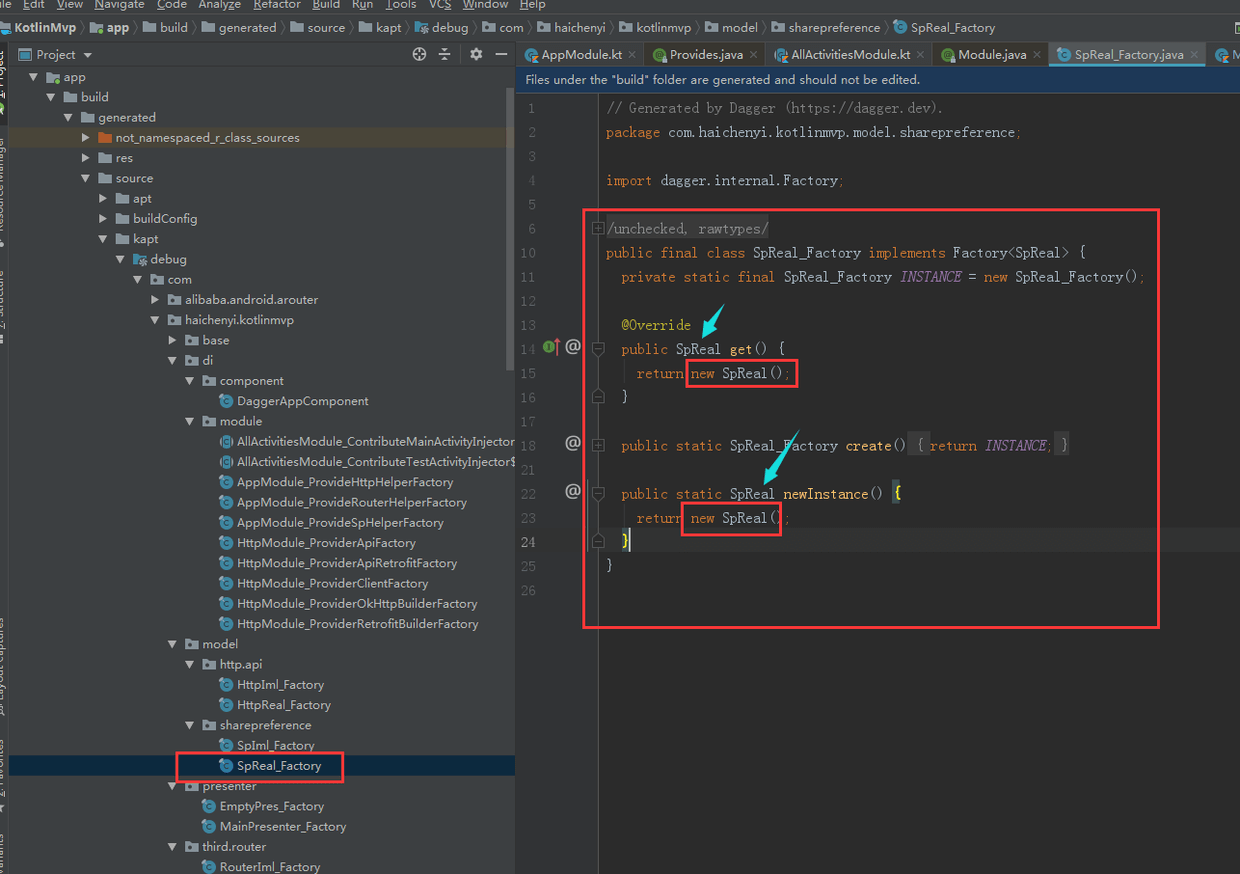 Edit View Navigate Code Analyze Refactor Build Run Tools VCS Window Help
KotlinMvp app build generated source kapt debug com haichenyi kotlinmvp model sharepreference SpReal_Factory
Project
AppModule.kt Provides.java AllActivitiesModule.kt Module.java SpReal_Factory.java
Files under the "build" folder are generated and should not be edited.
app
build
generated
not_namespaced_r_class_sources
res
source
apt
buildConfig
kapt
debug
com
alibaba.android.arouter
haichenyi.kotlinmvp
base
di
component
DaggerAppComponent
module
AllActivitiesModule_ContributeMainActivityInjector
AllActivitiesModule_ContributeTestActivityInjector$
AppModule_ProvideHttpHelperFactory
AppModule_ProvideRouterHelperFactory
AppModule_ProvideSpHelperFactory
HttpModule_ProviderApiFactory
HttpModule_ProviderApiRetrofitFactory
HttpModule_ProviderClientFactory
HttpModule_ProviderOkHttpBuilderFactory
HttpModule_ProviderRetrofitBuilderFactory
model
http.api
HttpIml_Factory
HttpReal_Factory
sharepreference
SpIml_Factory
SpReal_Factory
presenter
EmptyPres_Factory
MainPresenter_Factory
third.router
RouterIml_Factory
1 // Generated by Dagger (https://dagger.dev).
2 package com.haichenyi.kotlinmvp.model.sharepreference;
3
4 import dagger.internal.Factory;
5
6 /unchecked, rawtypes/
10 public final class SpReal_Factory implements Factory<SpReal> {
11 private static final SpReal_Factory INSTANCE = new SpReal_Factory();
12
13 @Override
14 @ public SpReal get() {
15 return new SpReal();
16 }
17
18 @ public static SpReal_Factory create() { return INSTANCE; }
21
22 @ public static SpReal newInstance() {
23 return new SpReal();
24 }
25 }
26